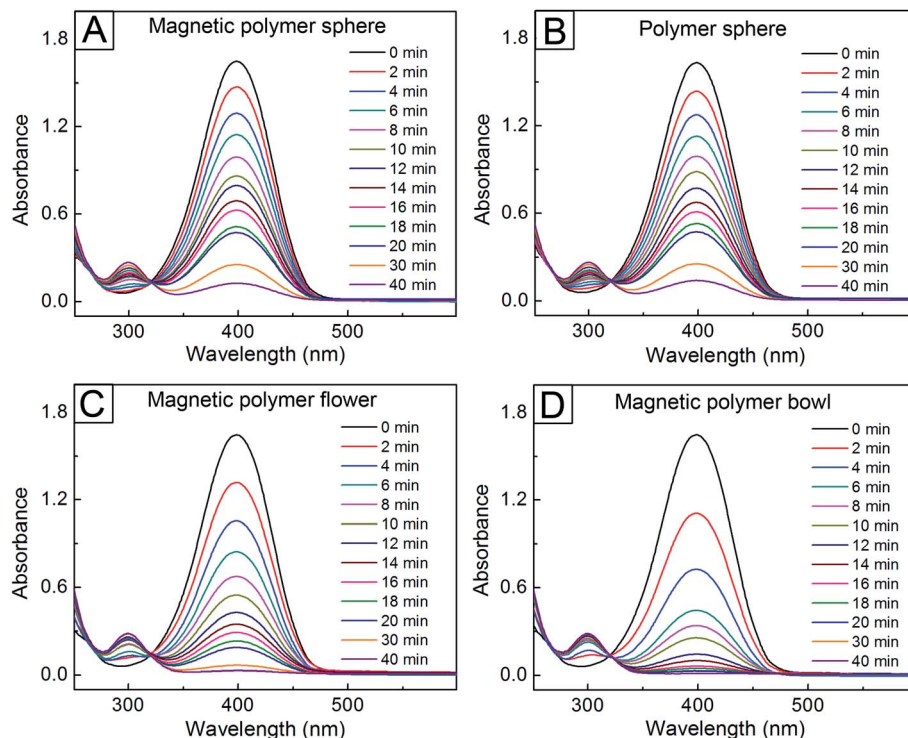 A
Magnetic polymer sphere
1.8
1.2
0.6
0.0
Absorbance
0 min
2 min
4 min
6 min
8 min
10 min
12 min
14 min
16 min
18 min
20 min
30 min
40 min
300 400 500
Wavelength (nm)
B
Polymer sphere
1.8
1.2
0.6
0.0
Absorbance
0 min
2 min
4 min
6 min
8 min
10 min
12 min
14 min
16 min
18 min
20 min
30 min
40 min
300 400 500
Wavelength (nm)
C
Magnetic polymer flower
1.8
1.2
0.6
0.0
Absorbance
0 min
2 min
4 min
6 min
8 min
10 min
12 min
14 min
16 min
18 min
20 min
30 min
40 min
300 400 500
Wavelength (nm)
D
Magnetic polymer bowl
1.8
1.2
0.6
0.0
Absorbance
0 min
2 min
4 min
6 min
8 min
10 min
12 min
14 min
16 min
18 min
20 min
30 min
40 min
300 400 500
Wavelength (nm)